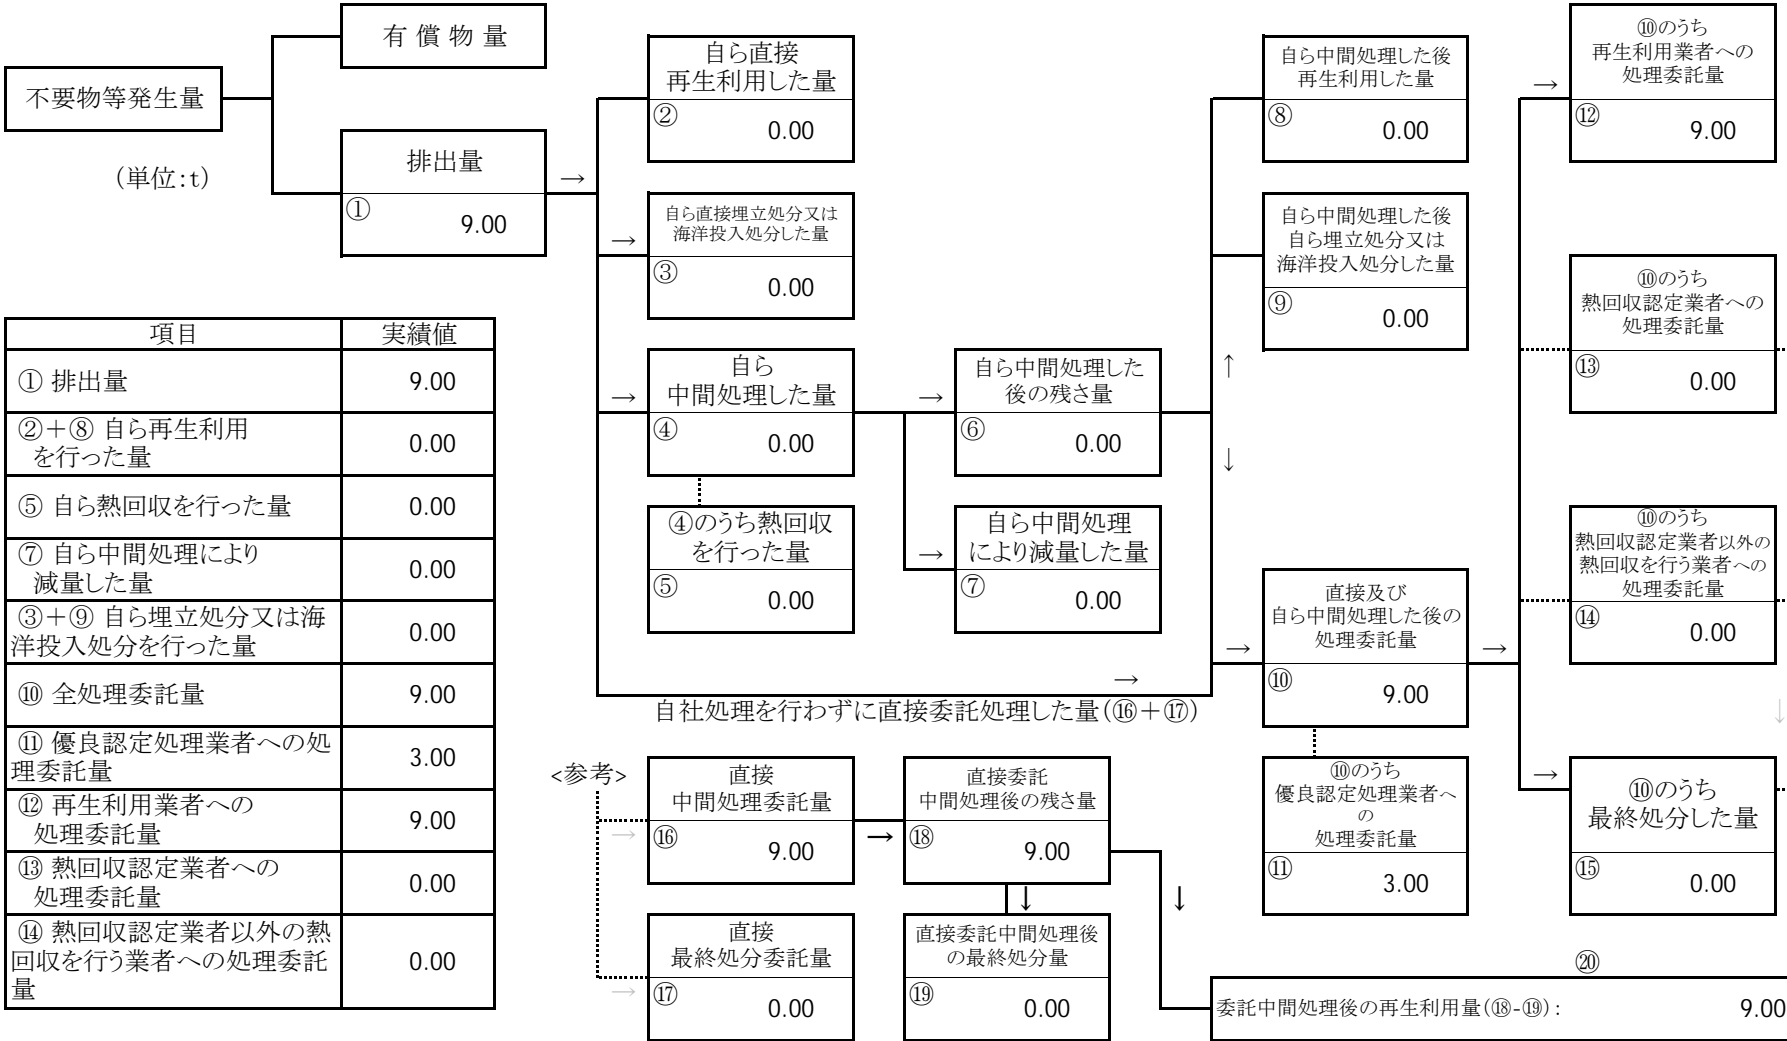 有 償 物 量
不要物等発生量
(単位:t)
排出量
①
9.00
→
自ら直接
再生利用した量
②
0.00
→
自ら直接埋立処分又は
海洋投入処分した量
③
0.00
→
自ら
中間処理した量
④
0.00
④のうち熱回収
を行った量
⑤
0.00
→
自ら中間処理した
後の残さ量
⑥
0.00
→
自ら中間処理
により減量した量
⑦
0.00
自ら中間処理した後
再生利用した量
⑧
0.00
自ら中間処理した後
自ら埋立処分又は
海洋投入処分した量
⑨
0.00
↑
↓
→
自社処理を行わずに直接委託処理した量(⑯+⑰)
→
直接及び
自ら中間処理した後の
処理委託量
⑩
9.00
→
⑩のうち
優良認定処理業者へ
の
処理委託量
⑪
3.00
→
⑩のうち
再生利用業者への
処理委託量
⑫
9.00
⑩のうち
熱回収認定業者への
処理委託量
⑬
0.00
⑩のうち
熱回収認定業者以外の
熱回収を行う業者への
処理委託量
⑭
0.00
↓
→
⑩のうち
最終処分した量
⑮
0.00
項目 実績値
① 排出量 9.00
②+⑧ 自ら再生利用
を行った量 0.00
⑤ 自ら熱回収を行った量 0.00
⑦ 自ら中間処理により
減量した量 0.00
③+⑨ 自ら埋立処分又は海
洋投入処分を行った量 0.00
⑩ 全処理委託量 9.00
⑪ 優良認定処理業者への処
理委託量 3.00
⑫ 再生利用業者への
処理委託量 9.00
⑬ 熱回収認定業者への
処理委託量 0.00
⑭ 熱回収認定業者以外の熱
回収を行う業者への処理委託
量 0.00
<参考>
→
直接
中間処理委託量
⑯
9.00
→
直接委託
中間処理後の残さ量
⑱
9.00
↓
↓
→
直接
最終処分委託量
⑰
0.00
直接委託中間処理後
の最終処分量
⑲
0.00
⑳
委託中間処理後の再生利用量(⑱-⑲): 9.00